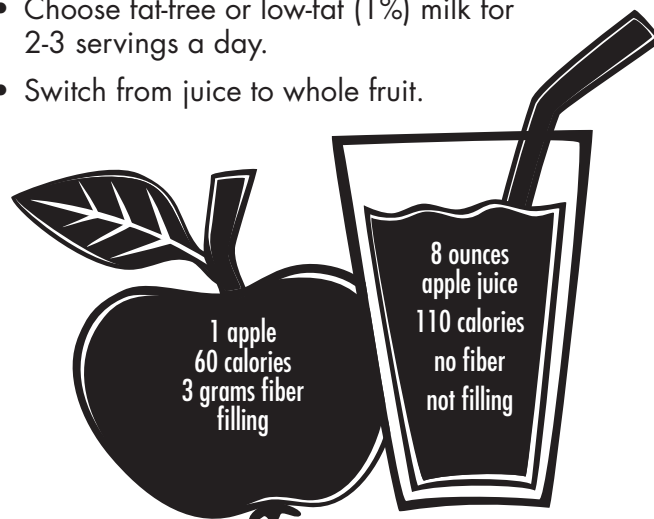 • Choose fat-free or low-fat (1%) milk for
2-3 servings a day.
• Switch from juice to whole fruit.
1 apple
60 calories
3 grams fiber
filling
8 ounces
apple juice
110 calories
no fiber
not filling